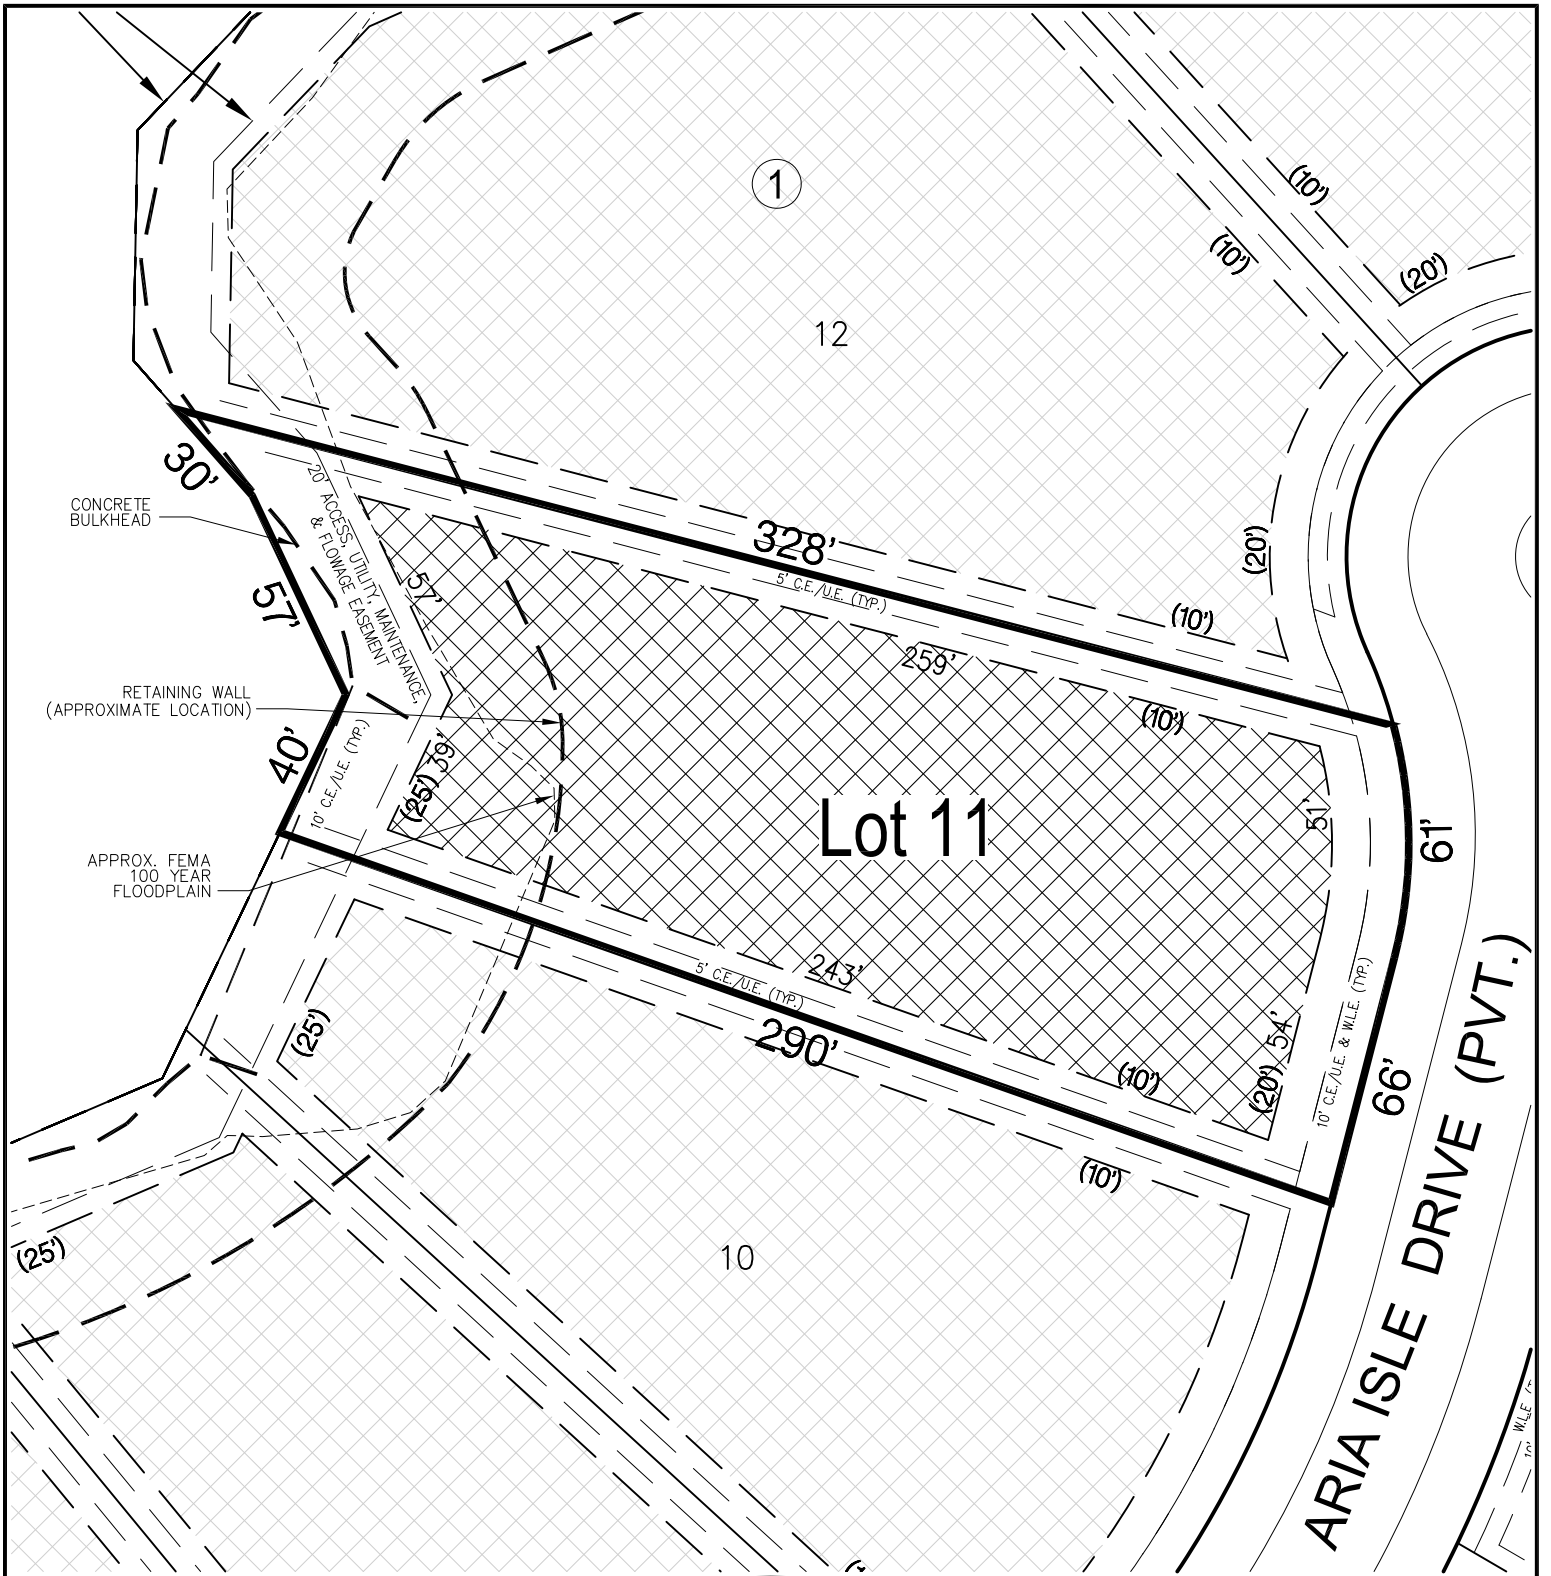 1
(10')
(10')
(20')
12
30'
CONCRETE
BULKHEAD
20' ACCESS, UTILITY, MAINTENANCE,
& FLOWAGE EASEMENT
328'
(20')
57'
57'
5' C.E./U.E. (TYP.)
(10')
259'
RETAINING WALL
(APPROXIMATE LOCATION)
(10')
40'
10' C.E./U.E. (TYP.)
(25') 39'
Lot 11
51'
61'
APPROX. FEMA
100 YEAR
FLOODPLAIN
243'
5' C.E./U.E. (TYP.)
290'
(25')
(10')
(20') 54'
10' C.E./U.E. & W.L.E. (TYP.)
66'
(10')
(25')
10
ARIA ISLE DRIVE (PVT.)
10' W.L.E.